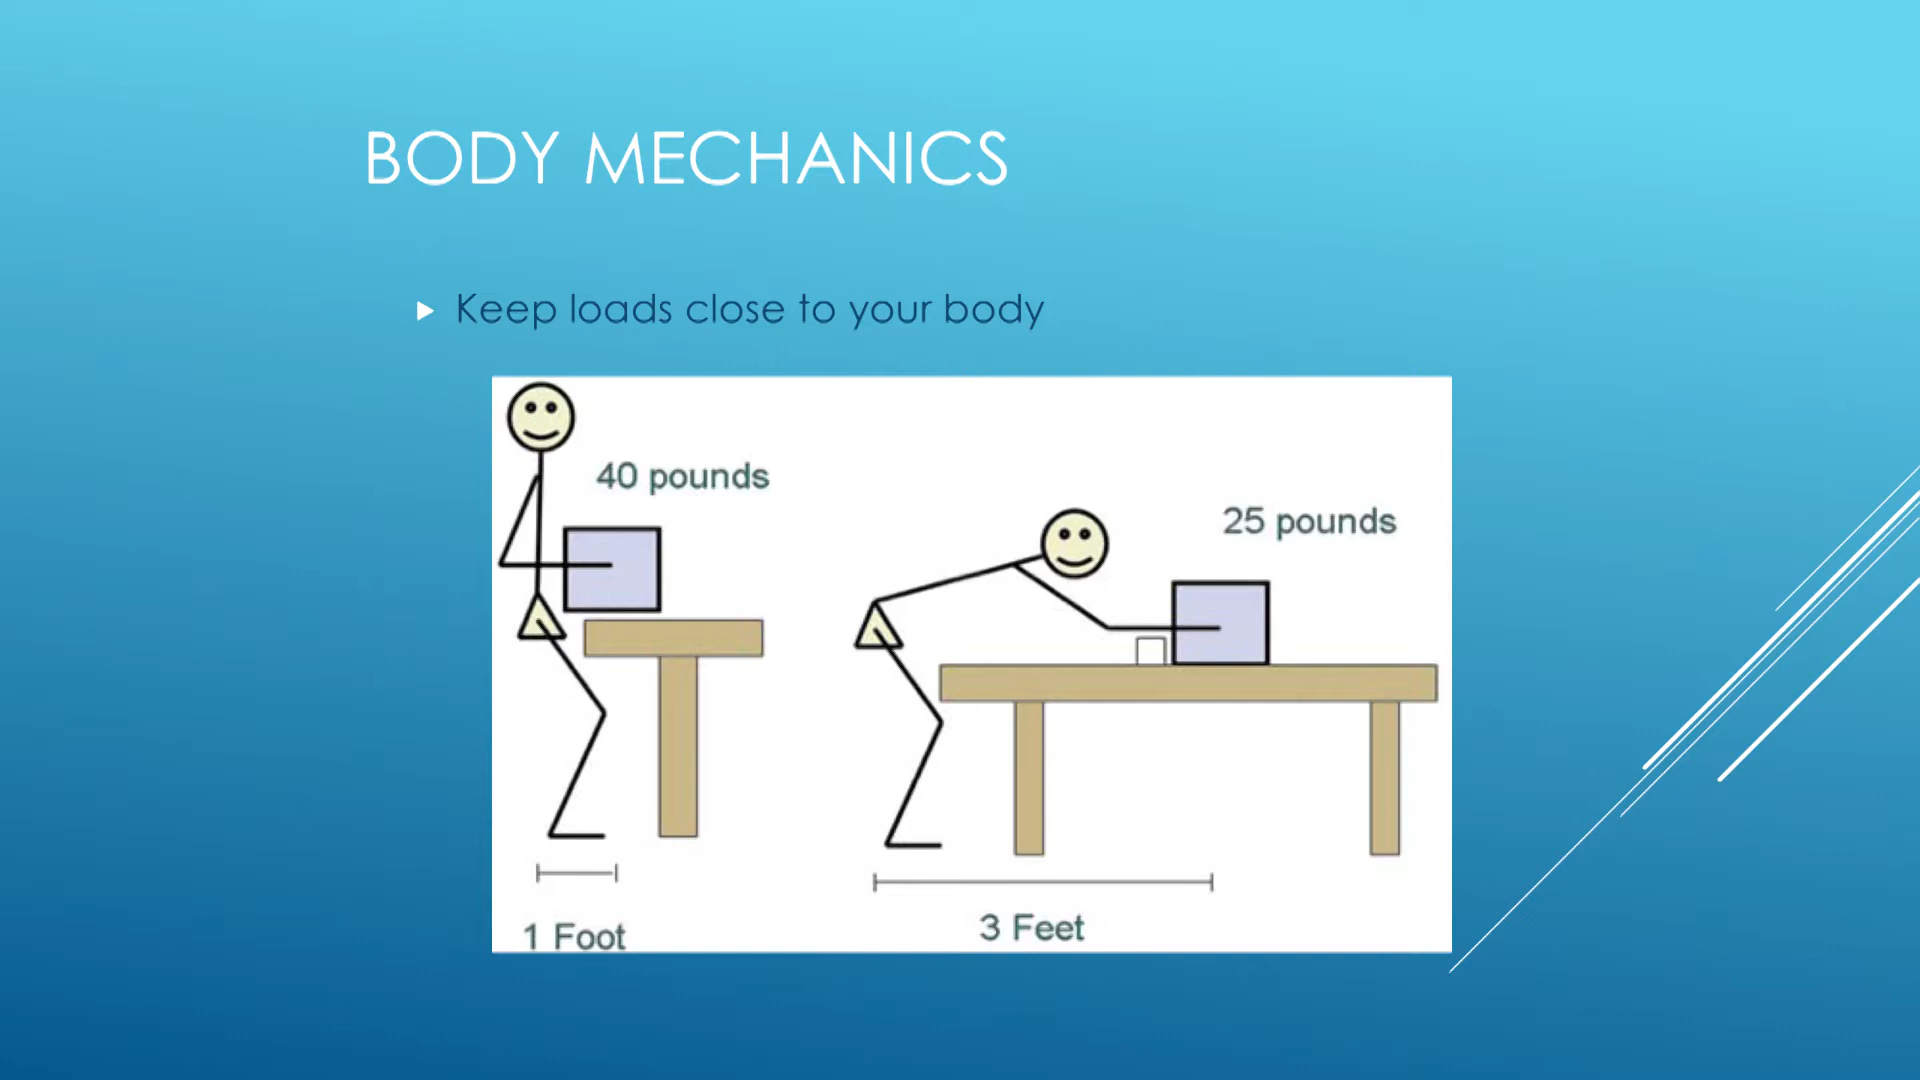 BODY MECHANICS
Keep loads close to your body
40 pounds
25 pounds
1 Foot
3 Feet